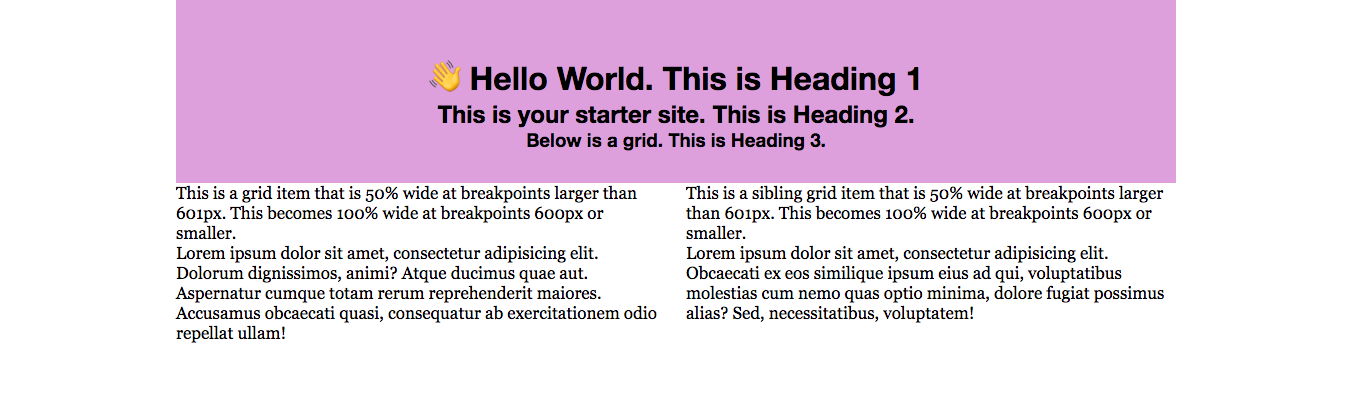 👋 Hello World. This is Heading 1
This is your starter site. This is Heading 2.
Below is a grid. This is Heading 3.
This is a grid item that is 50% wide at breakpoints larger than
601px. This becomes 100% wide at breakpoints 600px or
smaller.
Lorem ipsum dolor sit amet, consectetur adipisicing elit.
Dolorum dignissimos, animi? Atque ducimus quae aut.
Aspernatur cumque totam rerum reprehenderit maiores.
Accusamus obcaecati quasi, consequatur ab exercitationem odio
repellat ullam!
This is a sibling grid item that is 50% wide at breakpoints larger
than 601px. This becomes 100% wide at breakpoints 600px or
smaller.
Lorem ipsum dolor sit amet, consectetur adipisicing elit.
Obcaecati ex eos similique ipsum eius ad qui, voluptatibus
molestias cum nemo quas optio minima, dolore fugiat possimus
alias? Sed, necessitatibus, voluptatem!